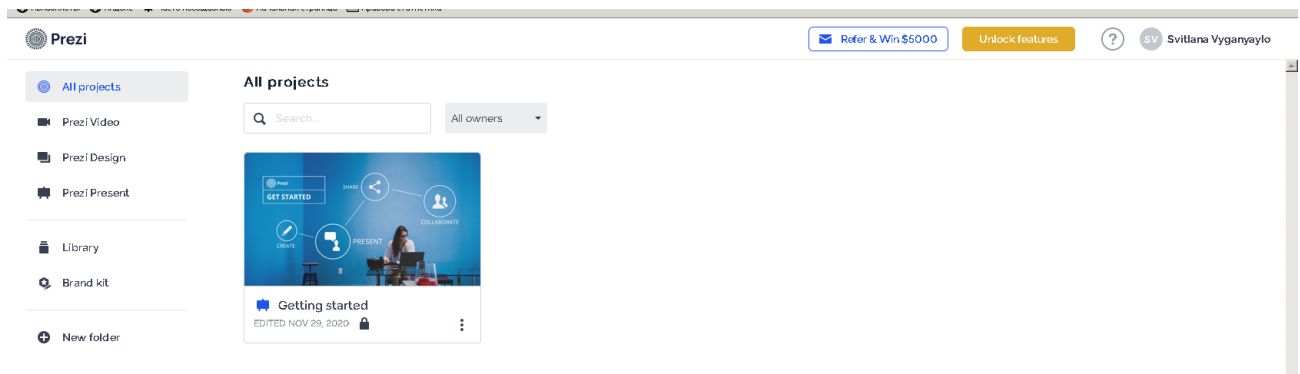 Prezi
Refer & Win $5000
Unlock features
?
SV
Svitlana Vyganyaylo
All projects
Prezi Video
Prezi Design
Prezi Present
Library
Brand kit
New folder
All projects
Search...
All owners
Prezi
GET STARTED
SHARE
COLLABORATE
CREATE
PRESENT
Getting started
EDITED NOV 29, 2020